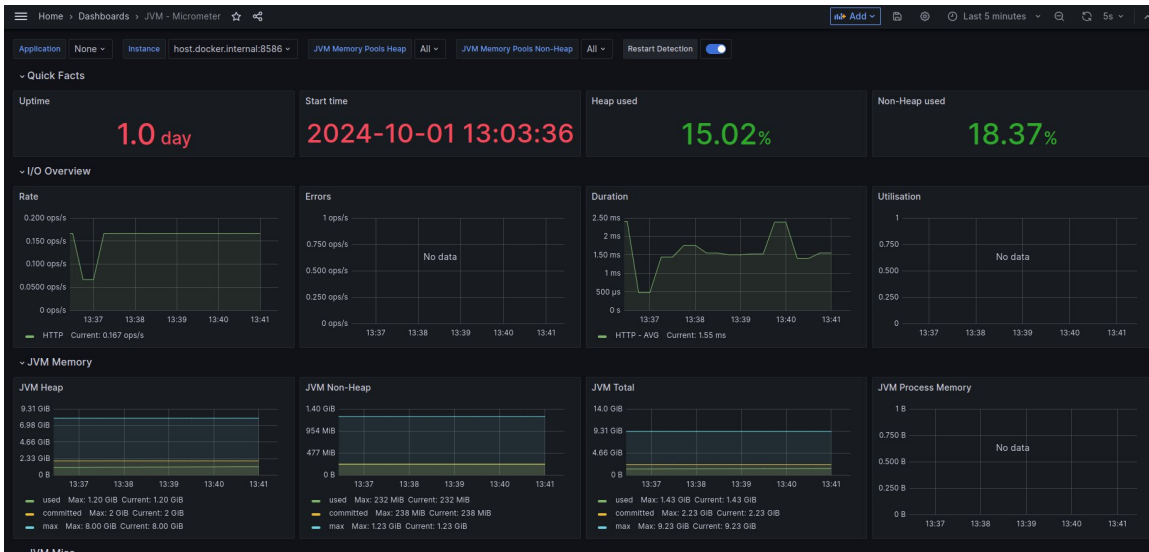 Home › Dashboards › JVM - Micrometer
Add
Last 5 minutes
5s
Application None Instance host.docker.internal:8586 JVM Memory Pools Heap All JVM Memory Pools Non-Heap All Restart Detection
Quick Facts
Uptime
1.0 day
Start time
2024-10-01 13:03:36
Heap used
15.02%
Non-Heap used
18.37%
I/O Overview
Rate
0.200 ops/s
0.150 ops/s
0.100 ops/s
0.0500 ops/s
0 ops/s
13:37 13:38 13:39 13:40 13:41
HTTP Current: 0.167 ops/s
Errors
1 ops/s
0.750 ops/s
0.500 ops/s
0.250 ops/s
0 ops/s
No data
13:37 13:38 13:39 13:40 13:41
Duration
2.50 ms
2 ms
1.50 ms
1 ms
500 µs
0 s
13:37 13:38 13:39 13:40 13:41
HTTP - AVG Current: 1.55 ms
Utilisation
1
0.750
0.500
0.250
0
No data
13:37 13:38 13:39 13:40 13:41
JVM Memory
JVM Heap
9.31 GiB
6.98 GiB
4.66 GiB
2.33 GiB
0 B
13:37 13:38 13:39 13:40 13:41
used Max: 1.20 GiB Current: 1.20 GiB
committed Max: 2 GiB Current: 2 GiB
max Max: 8.00 GiB Current: 8.00 GiB
JVM Non-Heap
1.40 GiB
954 MiB
477 MiB
0 B
13:37 13:38 13:39 13:40 13:41
used Max: 232 MiB Current: 232 MiB
committed Max: 238 MiB Current: 238 MiB
max Max: 1.23 GiB Current: 1.23 GiB
JVM Total
14.0 GiB
9.31 GiB
4.66 GiB
0 B
13:37 13:38 13:39 13:40 13:41
used Max: 1.43 GiB Current: 1.43 GiB
committed Max: 2.23 GiB Current: 2.23 GiB
max Max: 9.23 GiB Current: 9.23 GiB
JVM Process Memory
1 B
0.750 B
0.500 B
0.250 B
0 B
No data
13:37 13:38 13:39 13:40 13:41
JVM Misc